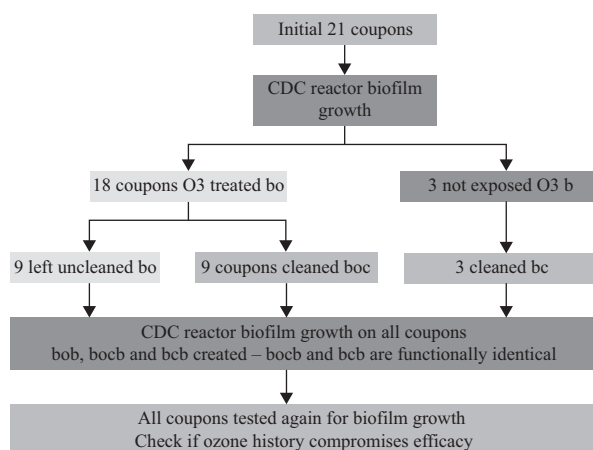 Initial 21 coupons
CDC reactor biofilm
growth
18 coupons O3 treated bo
3 not exposed O3 b
9 left uncleaned bo
9 coupons cleaned boc
3 cleaned bc
CDC reactor biofilm growth on all coupons
bob, bocb and bcb created – bocb and bcb are functionally identical
All coupons tested again for biofilm growth
Check if ozone history compromises efficacy